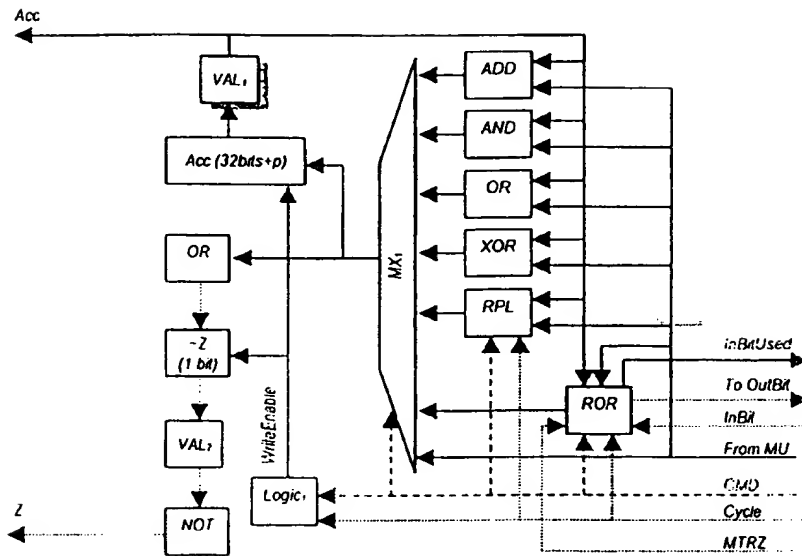 Acc
VAL₁
ADD
Acc (32bits+p)
AND
OR
OR
XOR
MX₁
RPL
~Z
(1 bit)
InBitUsed
To OutBit
ROR
InBit
WriteEnable
VAL₂
From MU
Logic₁
CMD
Cycle
Z
NOT
MTRZ